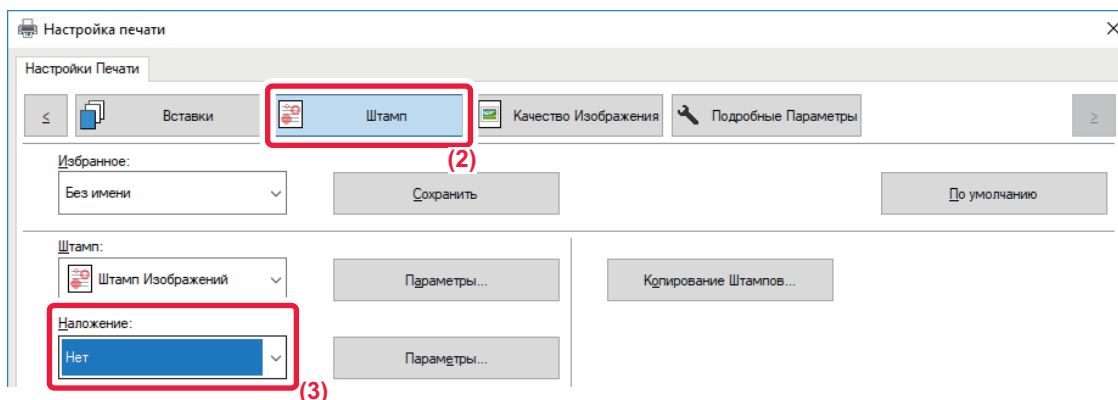 Настройка печати
Настройки Печати
≤ Вставки Штамп Качество Изображения Подробные Параметры ≥
(2)
Избранное:
Без имени Сохранить По умолчанию
Штамп:
Штамп Изображений Параметры... Копирование Штампов...
Наложение:
Нет Параметры...
(3)